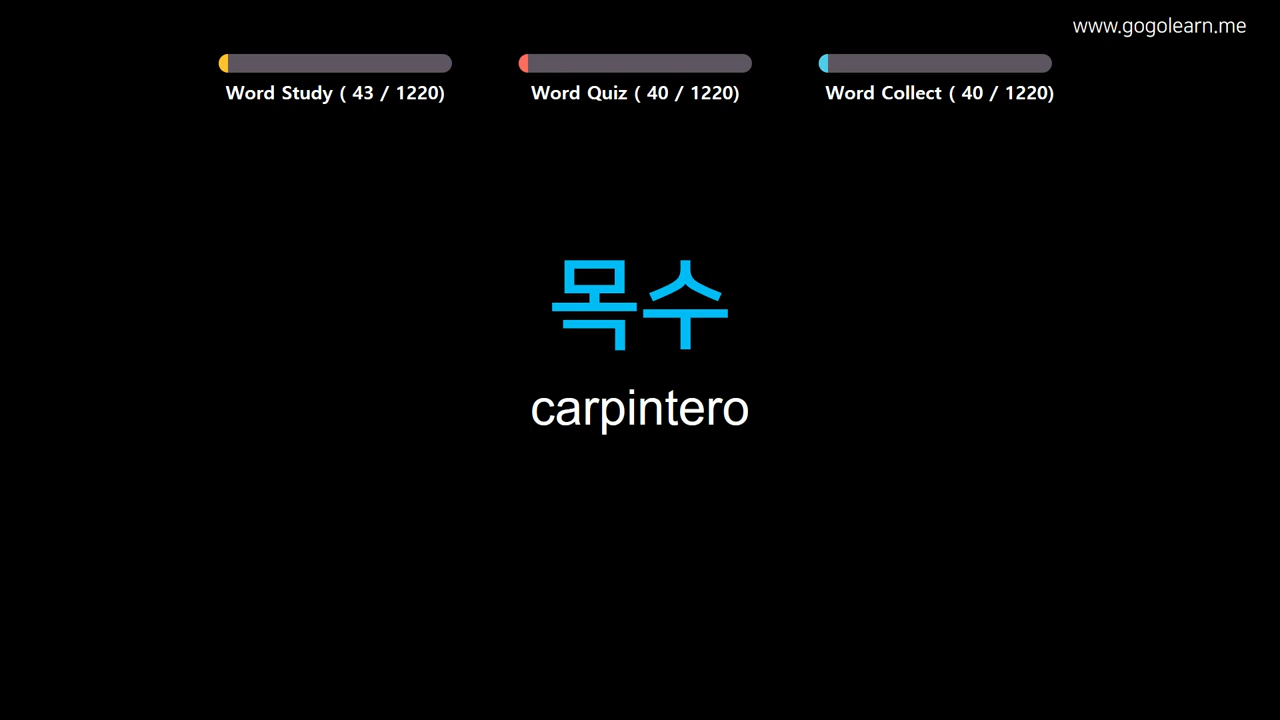 www.gogolearn.me
Word Study ( 43 / 1220)
Word Quiz ( 40 / 1220)
Word Collect ( 40 / 1220)
목수
carpintero